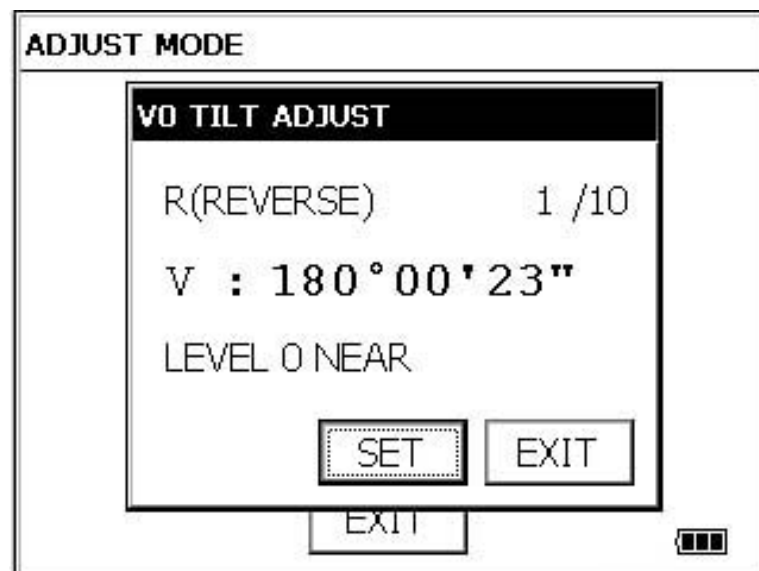 ADJUST MODE
V0 TILT ADJUST
R(REVERSE) 1 /10
V : 180°00'23"
LEVEL 0 NEAR
SET EXIT
EXIT